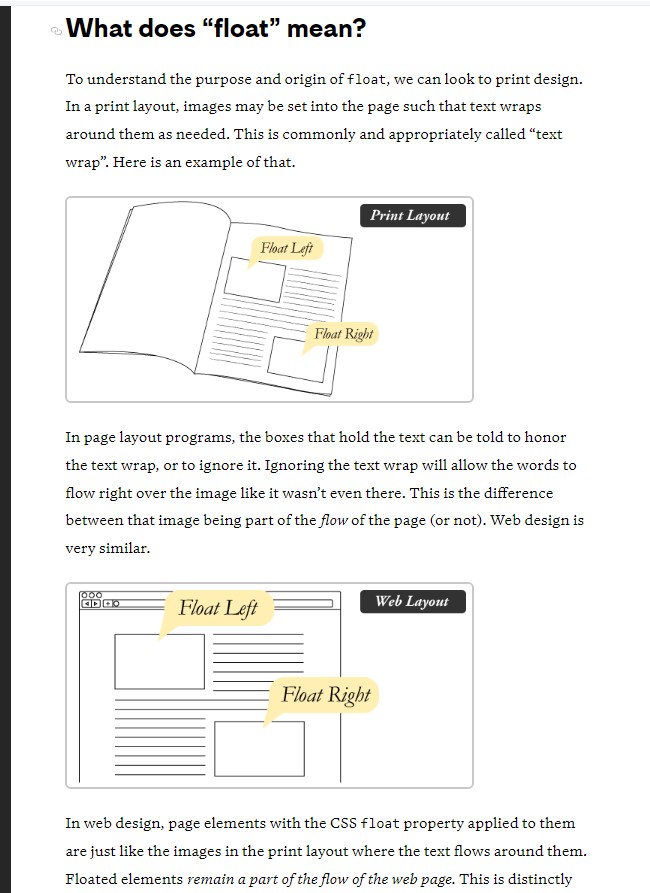 What does “float” mean?
To understand the purpose and origin of float, we can look to print design.
In a print layout, images may be set into the page such that text wraps
around them as needed. This is commonly and appropriately called “text
wrap”. Here is an example of that.
Print Layout
Float Left
Float Right
In page layout programs, the boxes that hold the text can be told to honor
the text wrap, or to ignore it. Ignoring the text wrap will allow the words to
flow right over the image like it wasn’t even there. This is the difference
between that image being part of the flow of the page (or not). Web design is
very similar.
Web Layout
Float Left
Float Right
In web design, page elements with the CSS float property applied to them
are just like the images in the print layout where the text flows around them.
Floated elements remain a part of the flow of the web page. This is distinctly